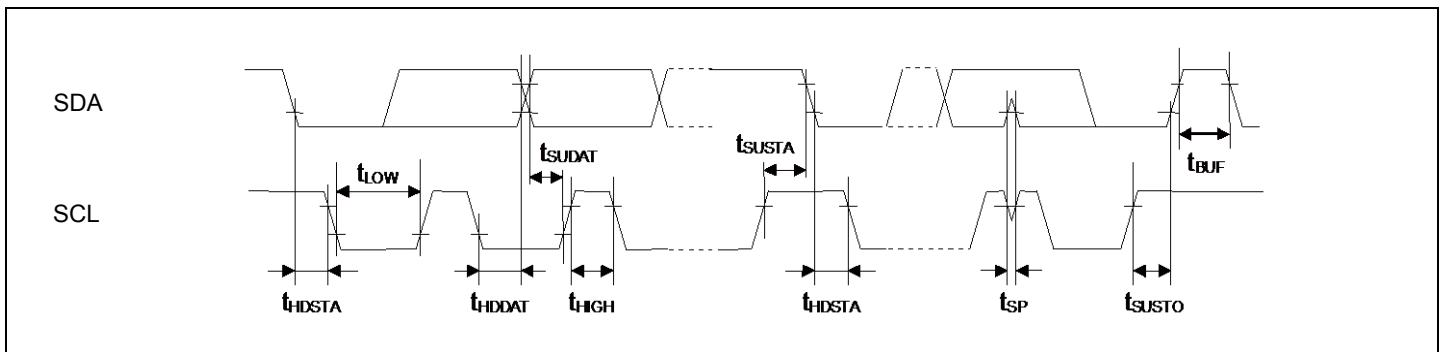 SDA
tSUDAT
tSUSTA
tLOW
tBUF
SCL
tHDSTA
tHDDAT
tHIGH
tHDSTA
tSP
tSUSTO